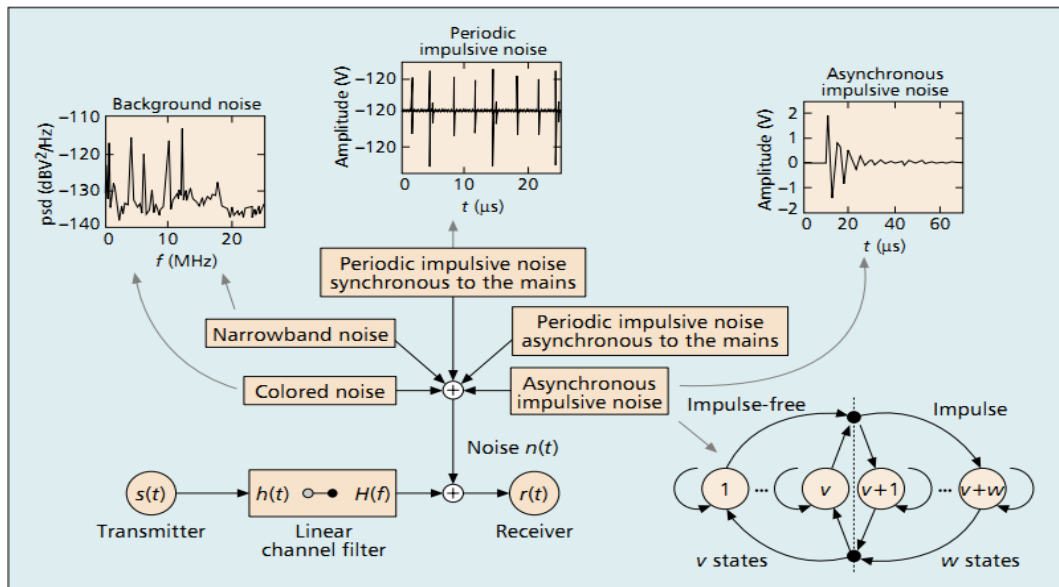 Periodic
impulsive noise
Amplitude (V)
−120
−120
−120
0
10
20
t (μs)
Background noise
psd (dBV²/Hz)
−110
−120
−130
−140
0
10
20
f (MHz)
Asynchronous
impulsive noise
Amplitude (V)
2
1
0
−1
−2
0
20
40
60
t (μs)
Periodic impulsive noise
synchronous to the mains
Narrowband noise
Periodic impulsive noise
asynchronous to the mains
Colored noise
+
Asynchronous
impulsive noise
Noise n(t)
s(t)
h(t)
H(f)
+
r(t)
Transmitter
Linear
channel filter
Receiver
Impulse-free
Impulse
1
...
v
v+1
...
v+w
v states
w states